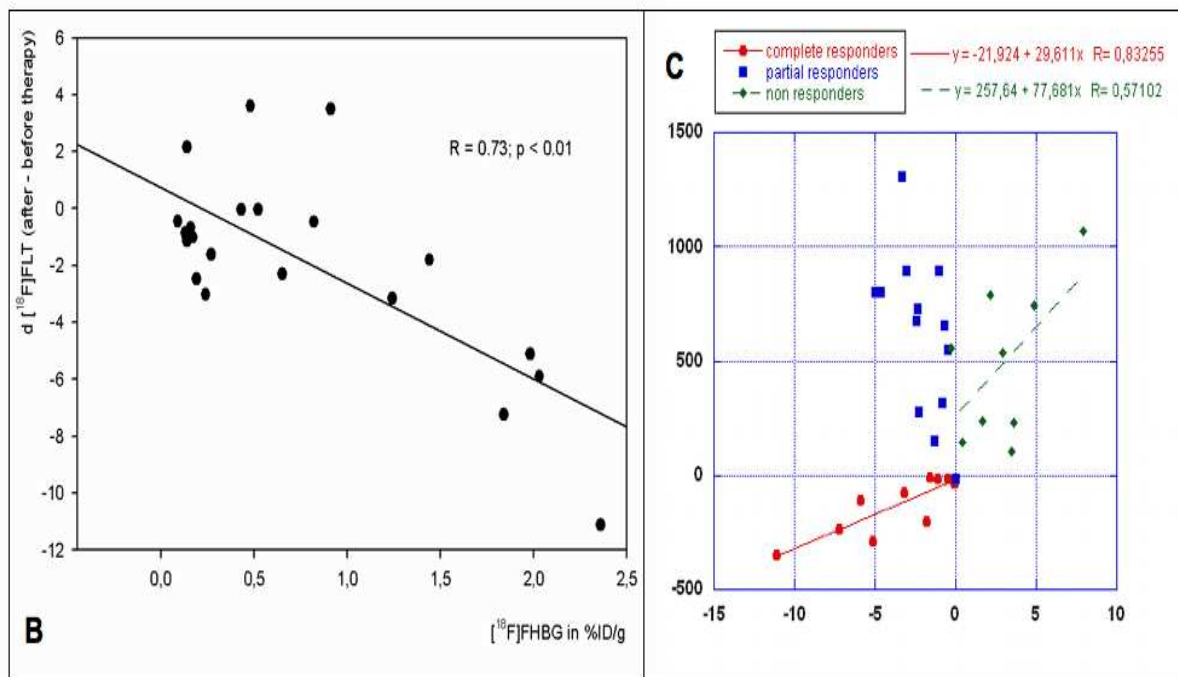 6
4
2
0
-2
-4
-6
-8
-10
-12
d [¹⁸F]FLT (after - before therapy)
R = 0.73; p < 0.01
0,0 0,5 1,0 1,5 2,0 2,5
B
[¹⁸F]FHBG in %ID/g
C
complete responders
partial responders
non responders
y = -21,924 + 29,611x R= 0,83255
y = 257,64 + 77,681x R= 0,57102
1500
1000
500
0
-500
-15 -10 -5 0 5 10